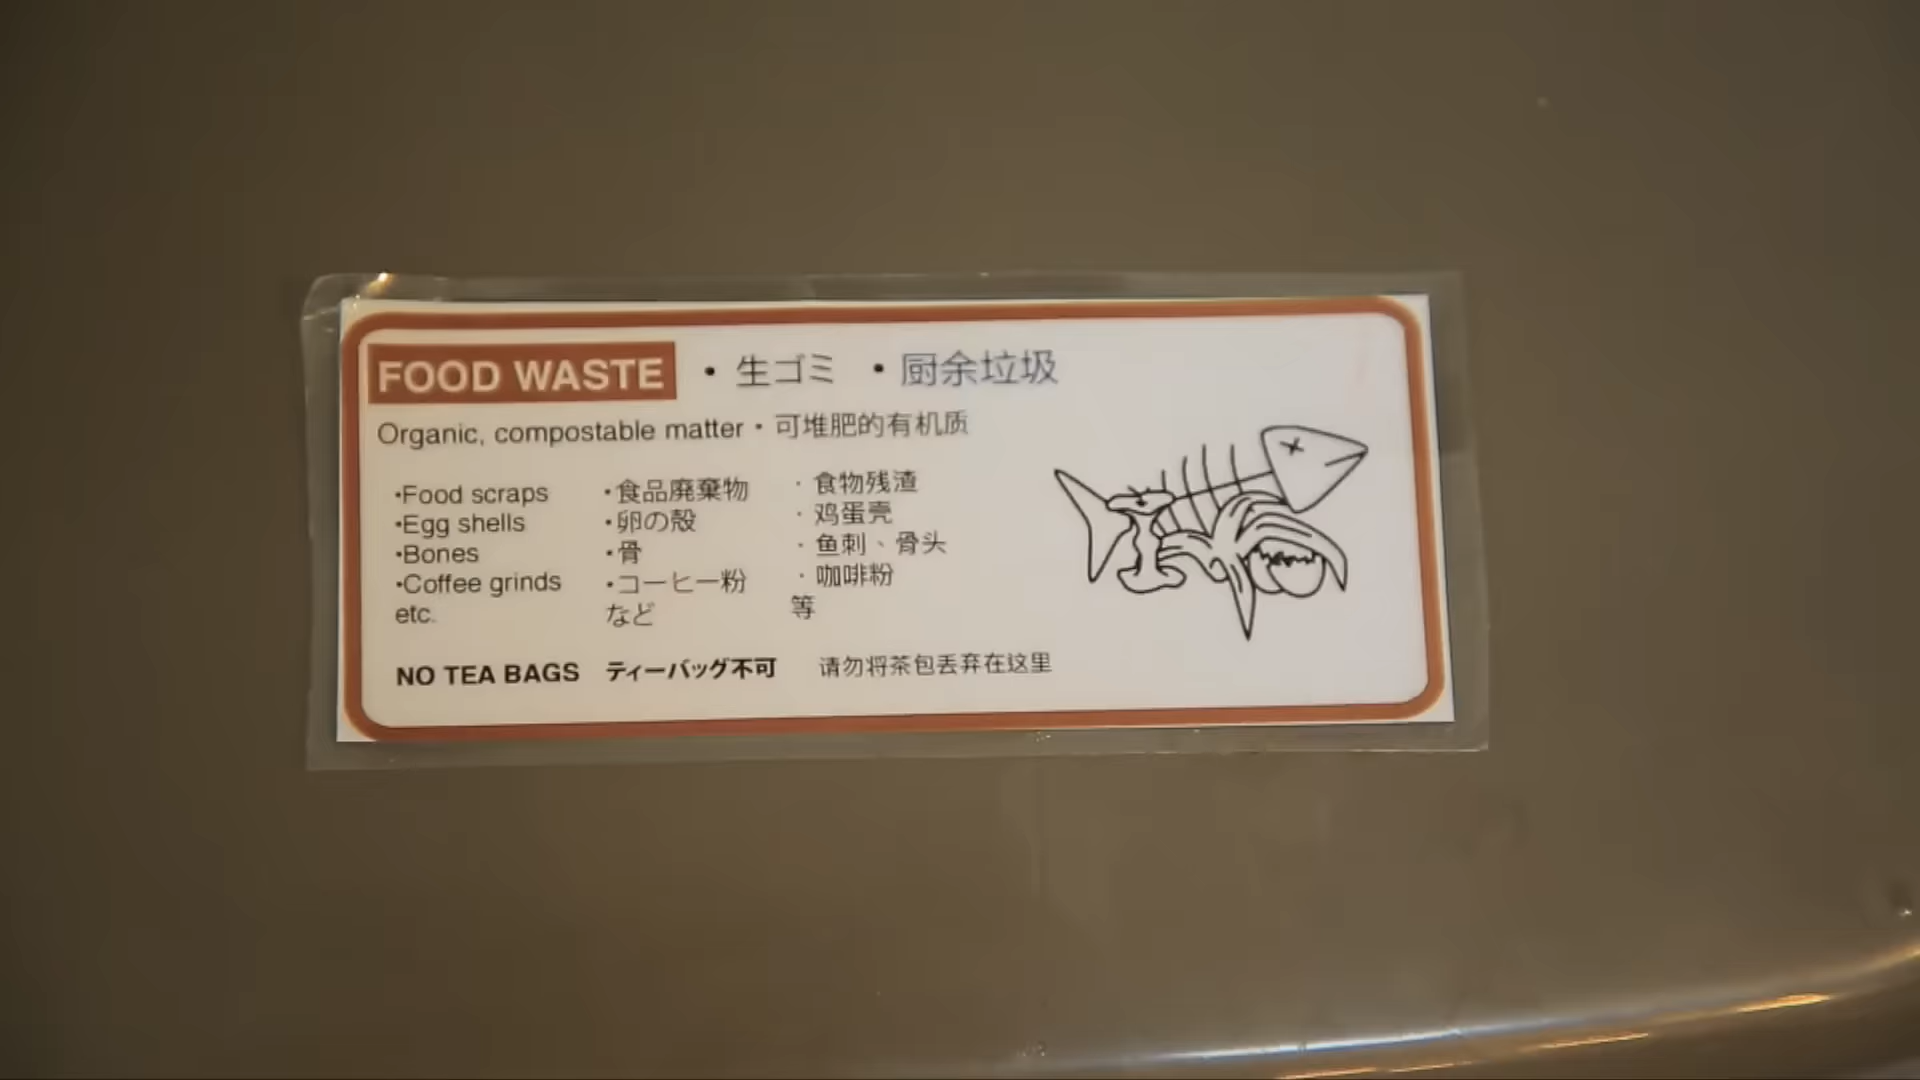 FOOD WASTE ・生ゴミ ・厨余垃圾
Organic, compostable matter・可堆肥的有机质
•Food scraps
•Egg shells
•Bones
•Coffee grinds
etc.
・食品廃棄物
・卵の殻
・骨
・コーヒー粉
など
· 食物残渣
· 鸡蛋壳
· 鱼刺、骨头
· 咖啡粉
等
NO TEA BAGS ティーバッグ不可 请勿将茶包丢弃在这里